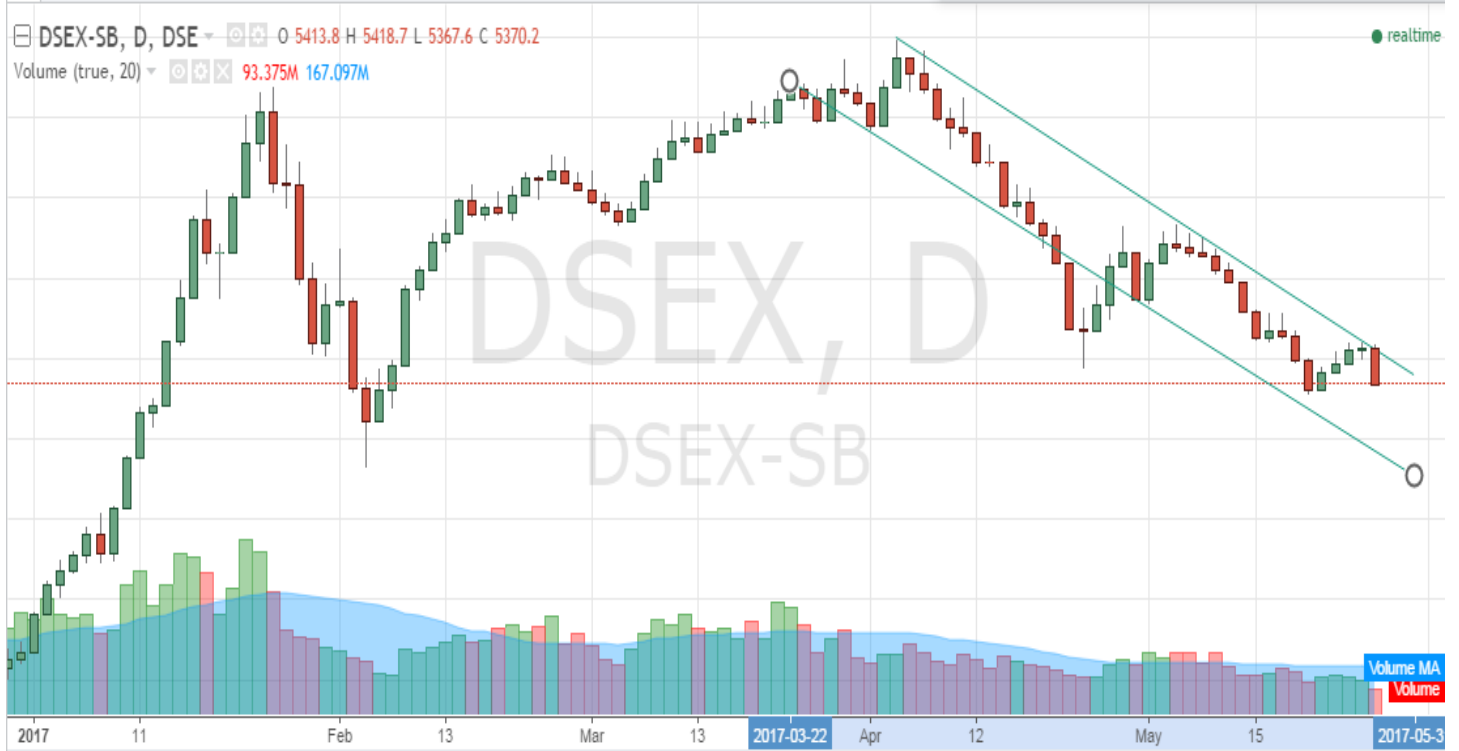 DSEX-SB, D, DSE O 5413.8 H 5418.7 L 5367.6 C 5370.2 realtime
Volume (true, 20) 93.375M 167.097M
DSEX, D
DSEX-SB
Volume MA
Volume
2017 11 Feb 13 Mar 13 2017-03-22 Apr 12 May 15 2017-05-3